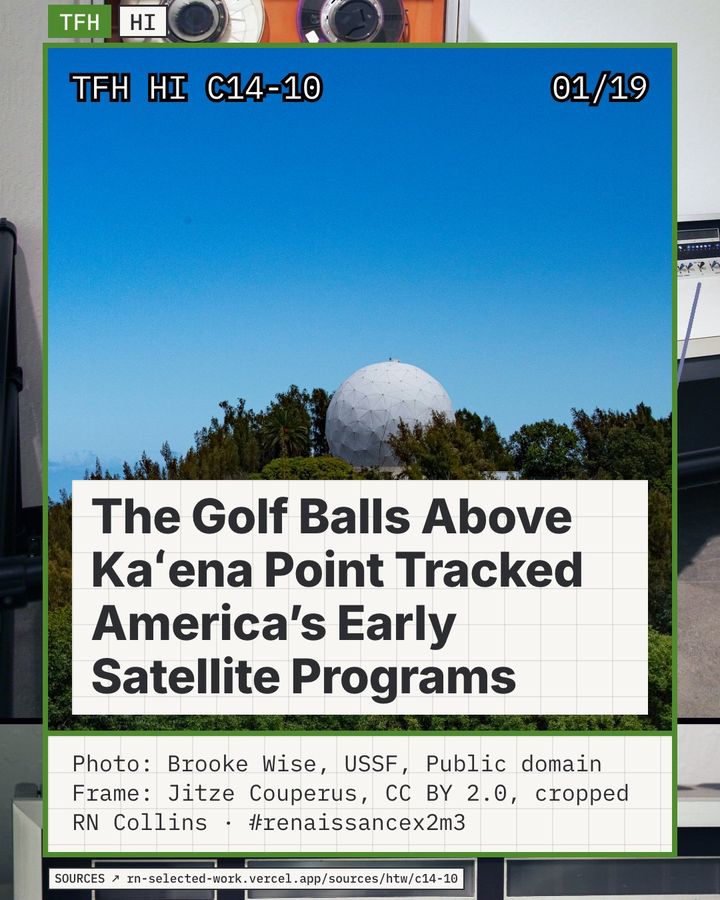 TFH HI
TFH HI C14-10 01/19
The Golf Balls Above
Kaʻena Point Tracked
America’s Early
Satellite Programs
Photo: Brooke Wise, USSF, Public domain
Frame: Jitze Couperus, CC BY 2.0, cropped
RN Collins · #renaissancex2m3
SOURCES ↗ rn-selected-work.vercel.app/sources/htw/c14-10